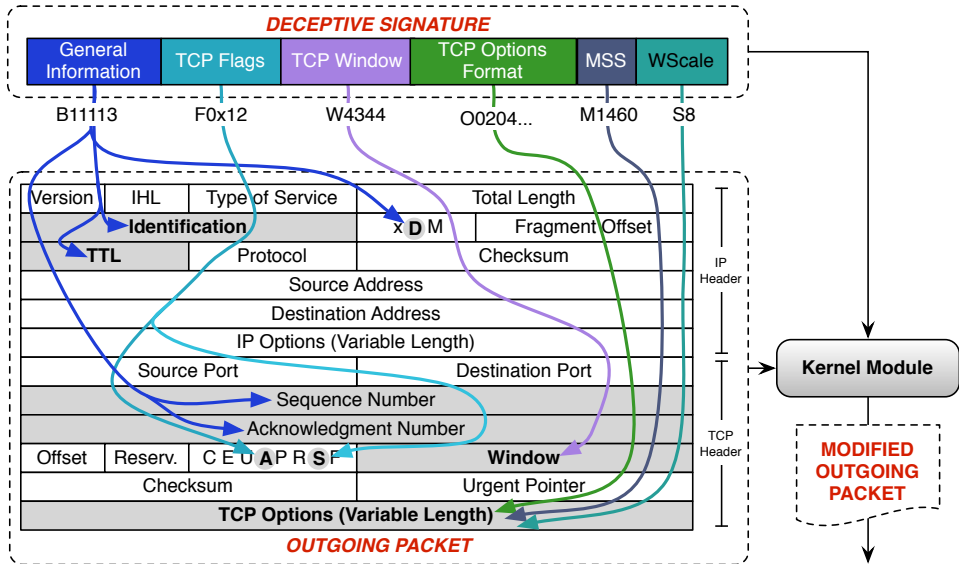 DECEPTIVE SIGNATURE
General Information TCP Flags TCP Window TCP Options Format MSS WScale
B11113 F0x12 W4344 O0204... M1460 S8
Version IHL Type of Service Total Length
Identification x D M Fragment Offset
TTL Protocol Checksum
Source Address
Destination Address
IP Options (Variable Length)
IP Header
Source Port Destination Port
Sequence Number
Acknowledgment Number
Offset Reserv. C E U A P R S F Window
Checksum Urgent Pointer
TCP Options (Variable Length)
TCP Header
OUTGOING PACKET
Kernel Module
MODIFIED
OUTGOING
PACKET